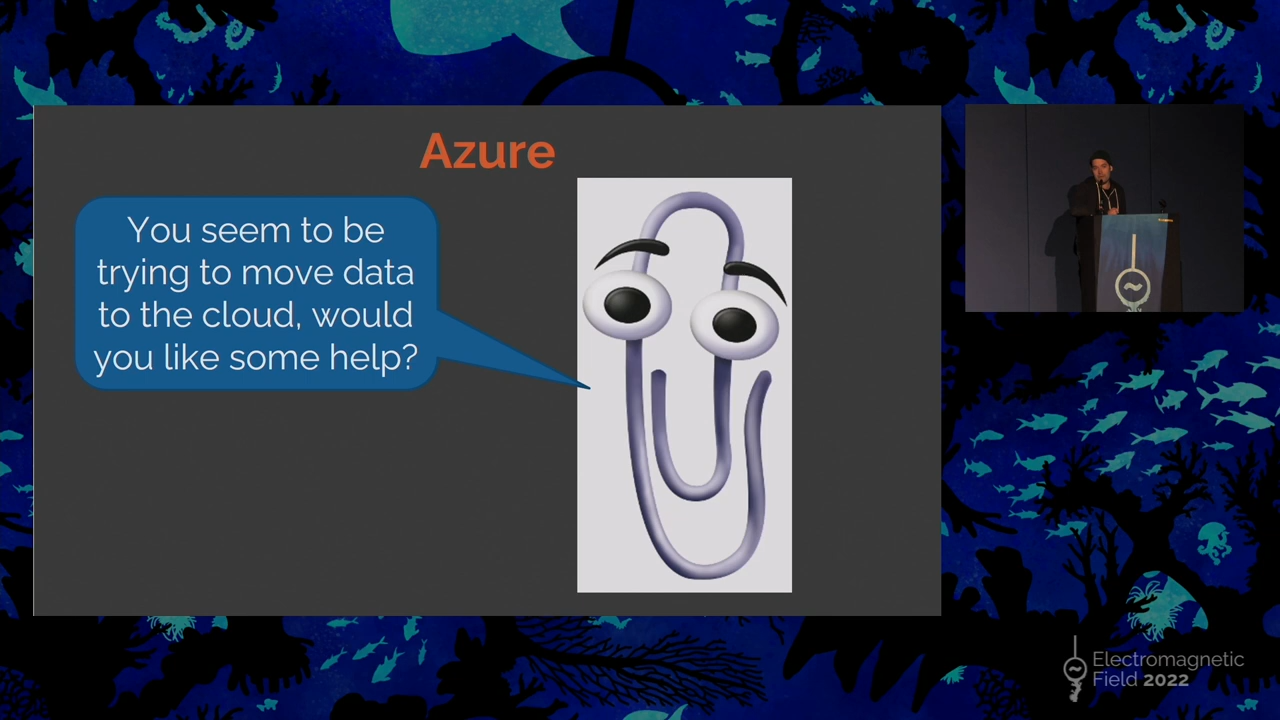 Azure
You seem to be
trying to move data
to the cloud, would
you like some help?
Electromagnetic
Field 2022